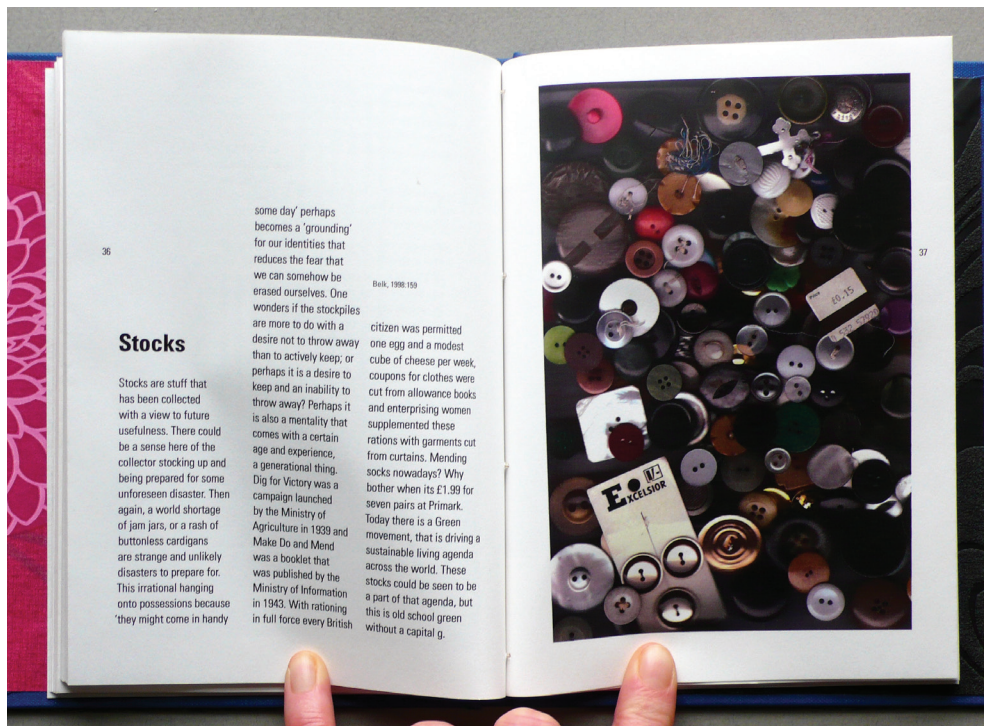 36
Stocks
Stocks are stuff that
has been collected
with a view to future
usefulness. There could
be a sense here of the
collector stocking up and
being prepared for some
unforeseen disaster. Then
again, a world shortage
of jam jars, or a rash of
buttonless cardigans
are strange and unlikely
disasters to prepare for.
This irrational hanging
onto possessions because
'they might come in handy
some day' perhaps
becomes a 'grounding'
for our identities that
reduces the fear that
we can somehow be
erased ourselves. One
wonders if the stockpiles
are more to do with a
desire not to throw away
than to actively keep; or
perhaps it is a desire to
keep and an inability to
throw away? Perhaps it
is also a mentality that
comes with a certain
age and experience,
a generational thing.
Dig for Victory was a
campaign launched
by the Ministry of
Agriculture in 1939 and
Make Do and Mend
was a booklet that
was published by the
Ministry of Information
in 1943. With rationing
in full force every British
Beik, 1998:159
citizen was permitted
one egg and a modest
cube of cheese per week,
coupons for clothes were
cut from allowance books
and enterprising women
supplemented these
rations with garments cut
from curtains. Mending
socks nowadays? Why
bother when its £1.99 for
seven pairs at Primark.
Today there is a Green
movement, that is driving a
sustainable living agenda
across the world. These
stocks could be seen to be
a part of that agenda, but
this is old school green
without a capital g.
37
£0.15
EXCELSIOR